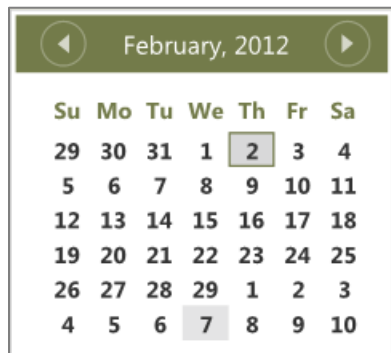 February, 2012
Su Mo Tu We Th Fr Sa
29 30 31 1 2 3 4
5 6 7 8 9 10 11
12 13 14 15 16 17 18
19 20 21 22 23 24 25
26 27 28 29 1 2 3
4 5 6 7 8 9 10